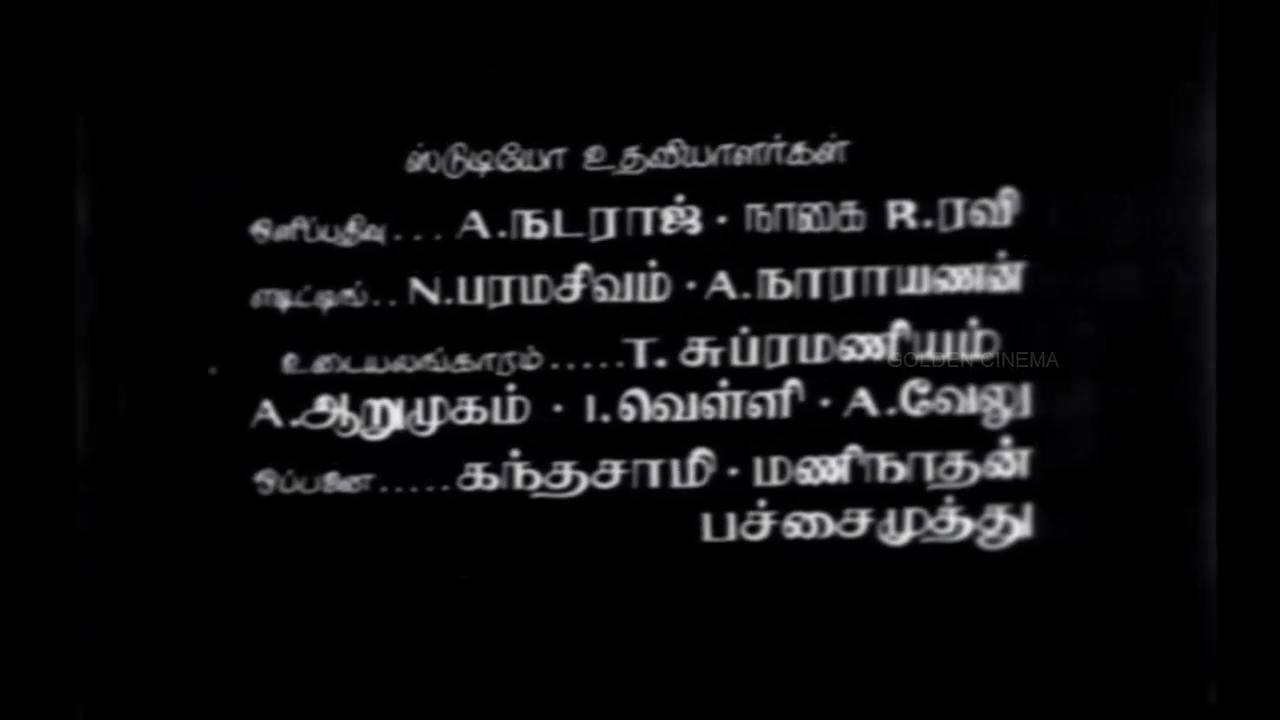 ஸ்டுடியோ உதவியாளர்கள்
ஒளிப்பதிவு... A.நடராஜ் · நாகை R.ரவி
எடிட்டிங்.. N.பரமசிவம் · A.நாராயணன்
உடையலங்காரம்.....T. சுப்ரமணியம்
GOLDEN CINEMA
A.ஆறுமுகம் · I.வெள்ளி · A.வேலு
ஒப்பனை.....கந்தசாமி · மணிநாதன்
பச்சைமுத்து